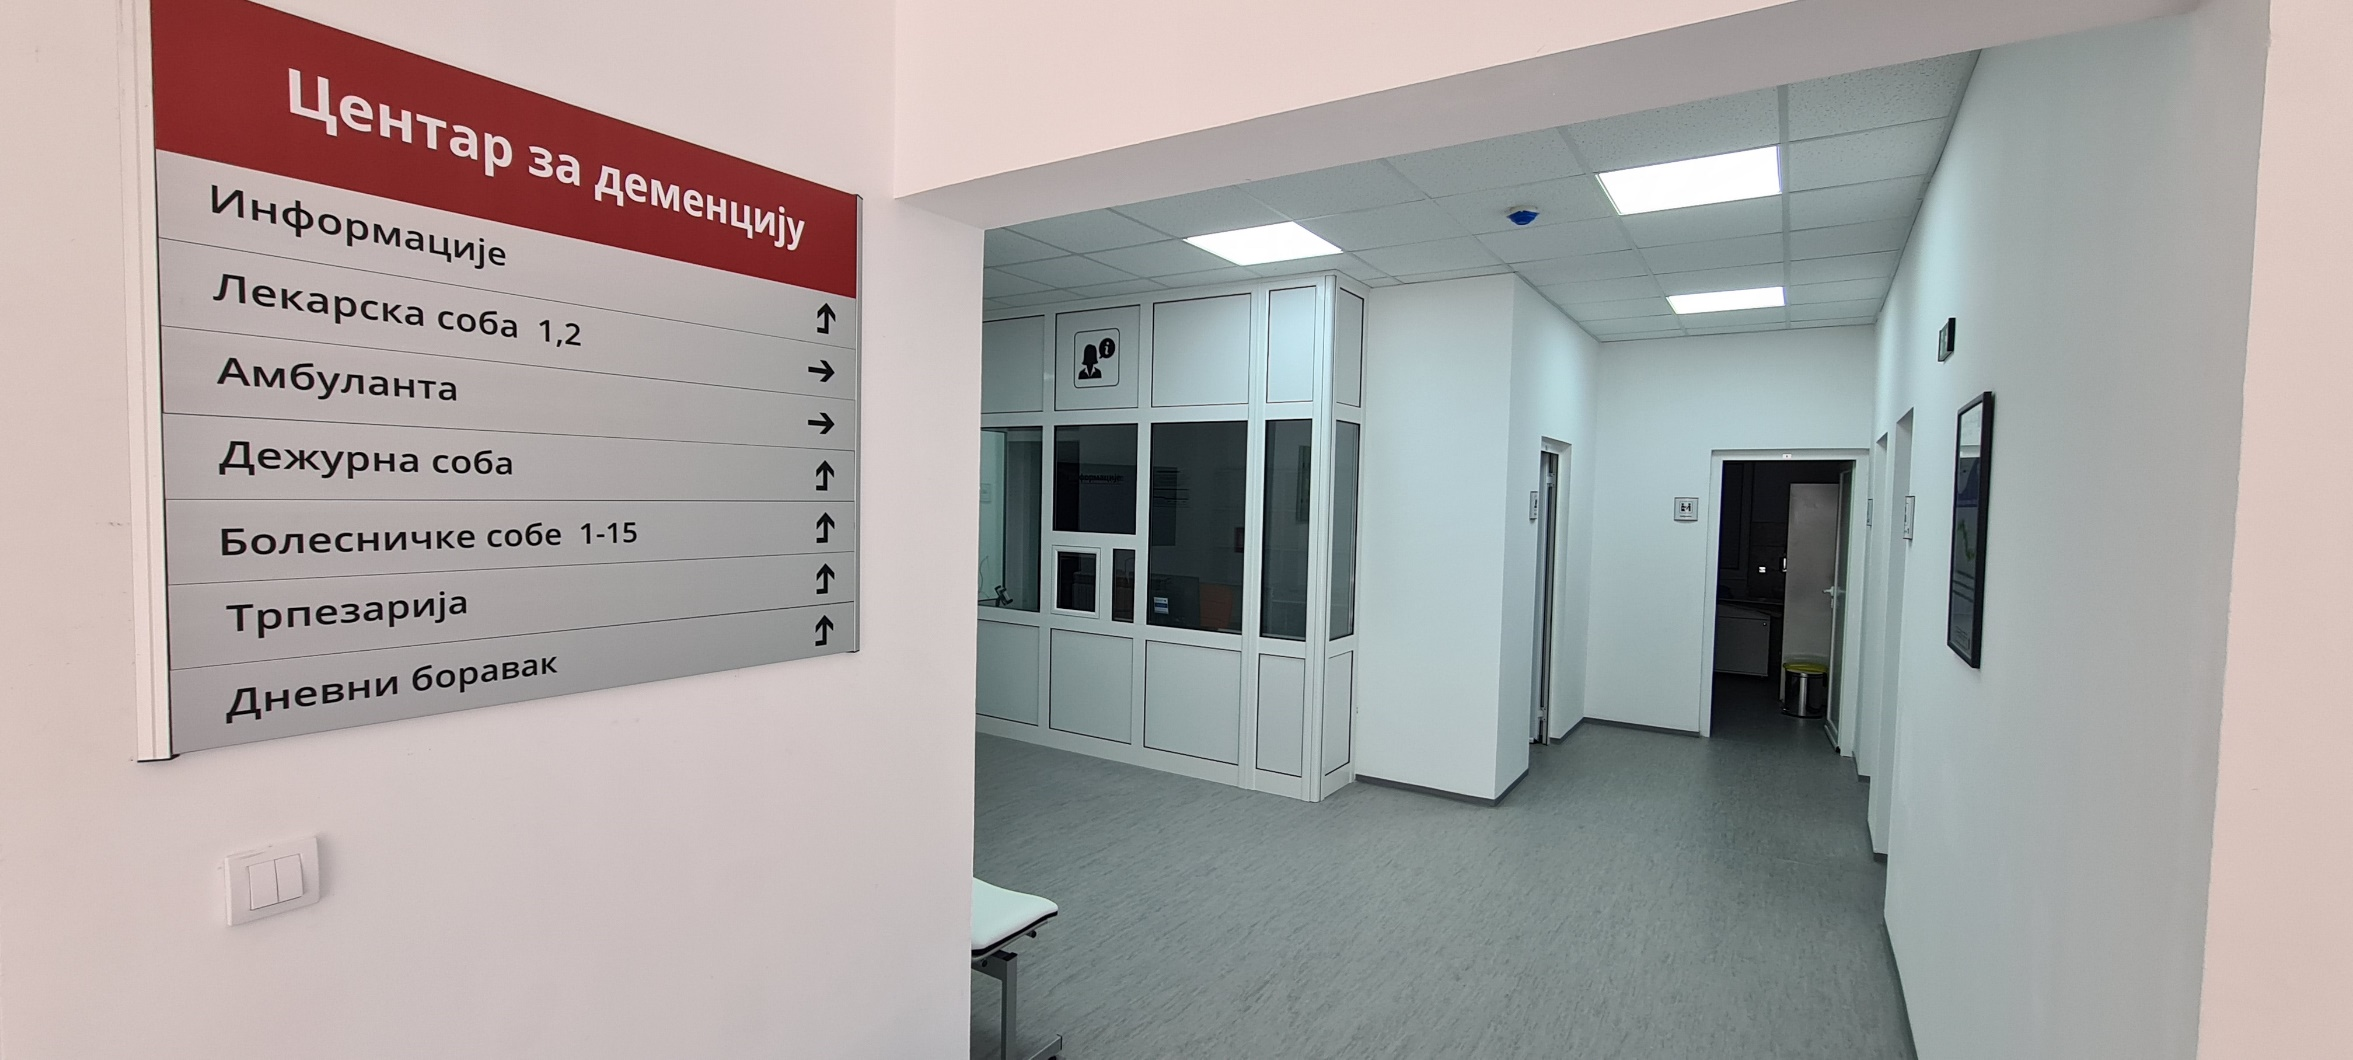 Центар за деменцију
Информације
Лекарска соба 1,2
Амбуланта
Дежурна соба
Болесничке собе 1-15
Трпезарија
Дневни боравак